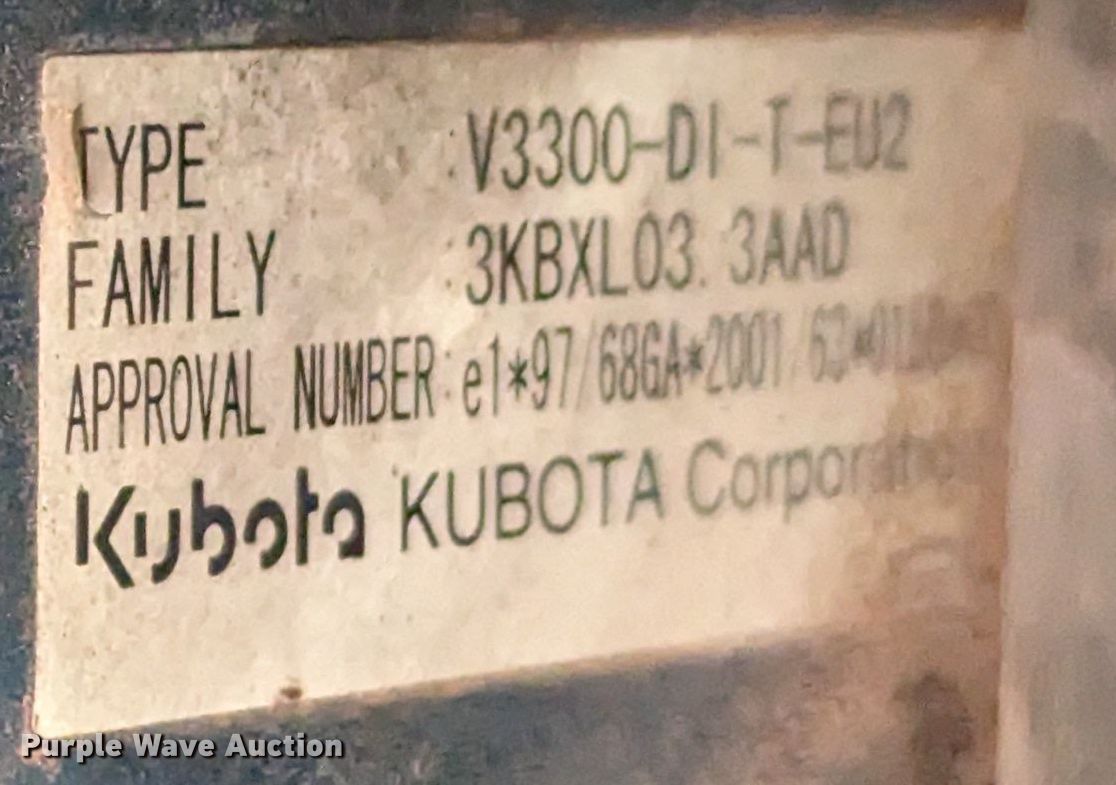 TYPE :V3300-DI-T-EU2
FAMILY :3KBXL03.3AAD
APPROVAL NUMBER:e1*97/68GA*2001/63*
Kubota KUBOTA Corporation
Purple Wave Auction